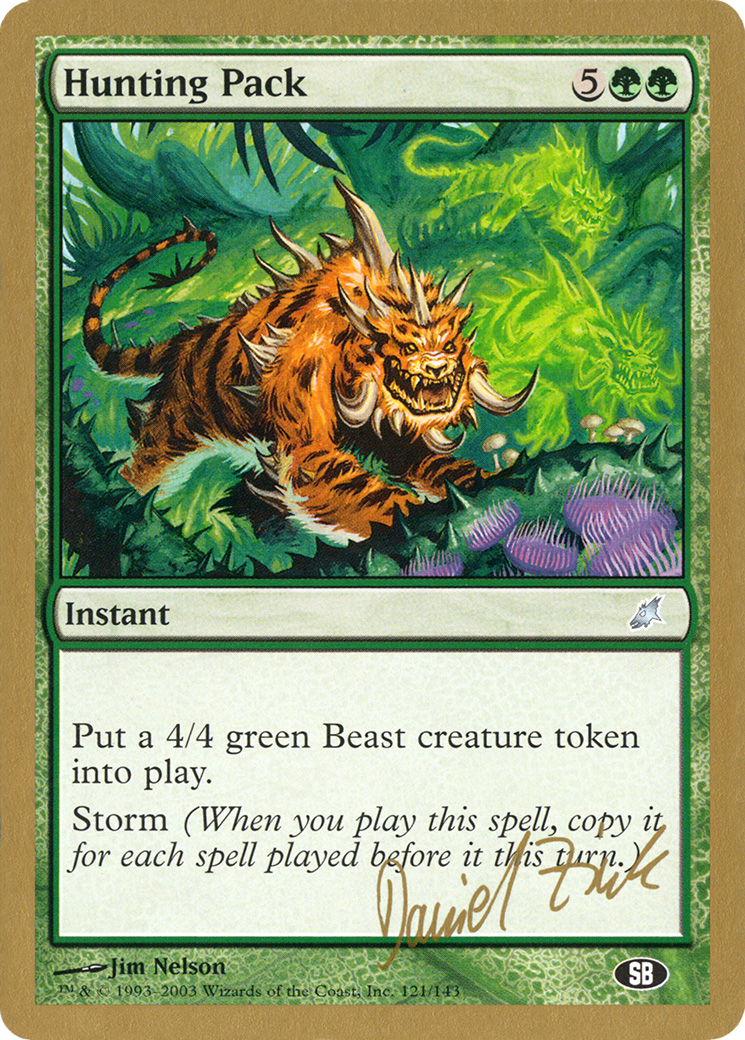 Hunting Pack 5
Instant
Put a 4/4 green Beast creature token
into play.
Storm (When you play this spell, copy it
for each spell played before it this turn.)
Daniel Zink
Jim Nelson
SB
™ & © 1993–2003 Wizards of the Coast, Inc. 121/143